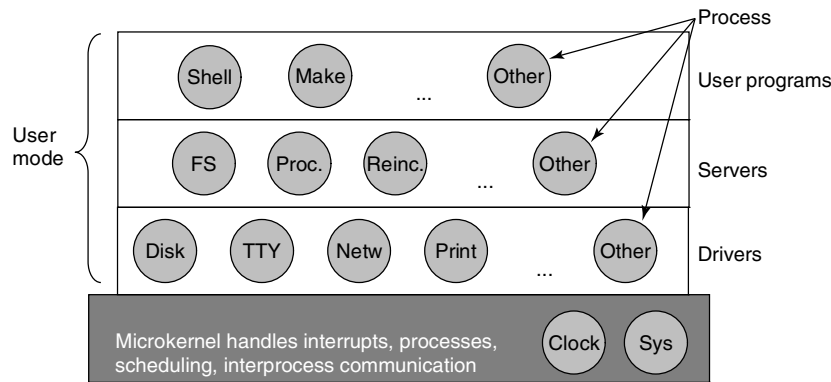 Process
Shell Make ... Other
User programs
User
mode
FS Proc. Reinc. ... Other
Servers
Disk TTY Netw Print ... Other
Drivers
Microkernel handles interrupts, processes,
scheduling, interprocess communication
Clock Sys